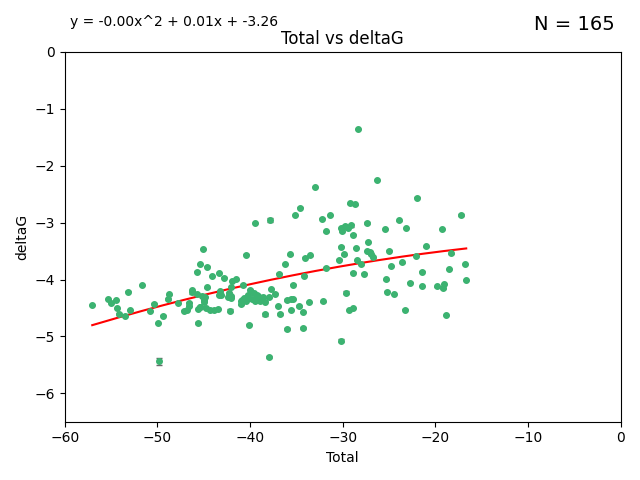 y = -0.00x^2 + 0.01x + -3.26
N = 165
Total vs deltaG
0
−1
−2
−3
−4
−5
−6
deltaG
−60 −50 −40 −30 −20 −10 0
Total